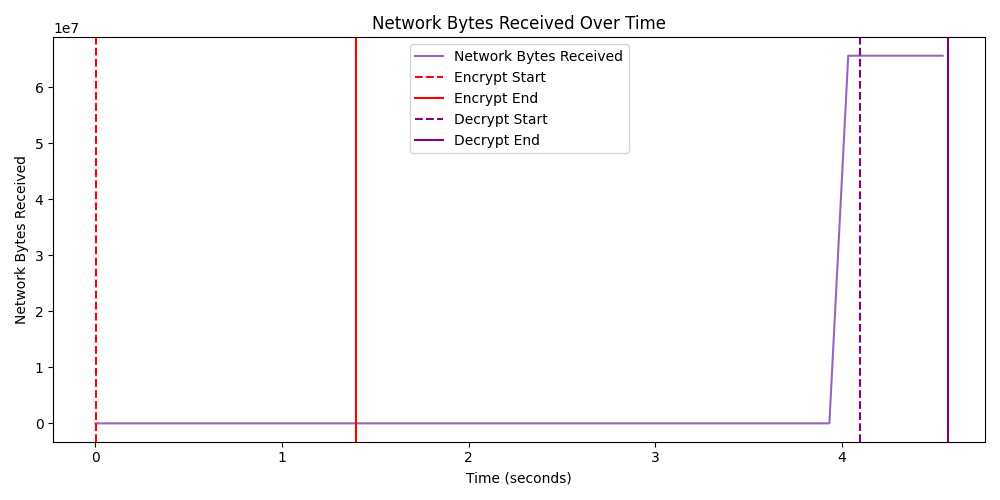 Network Bytes Received Over Time
1e7
Network Bytes Received
Encrypt Start
Encrypt End
Decrypt Start
Decrypt End
6
5
4
3
2
1
0
Network Bytes Received
0 1 2 3 4
Time (seconds)